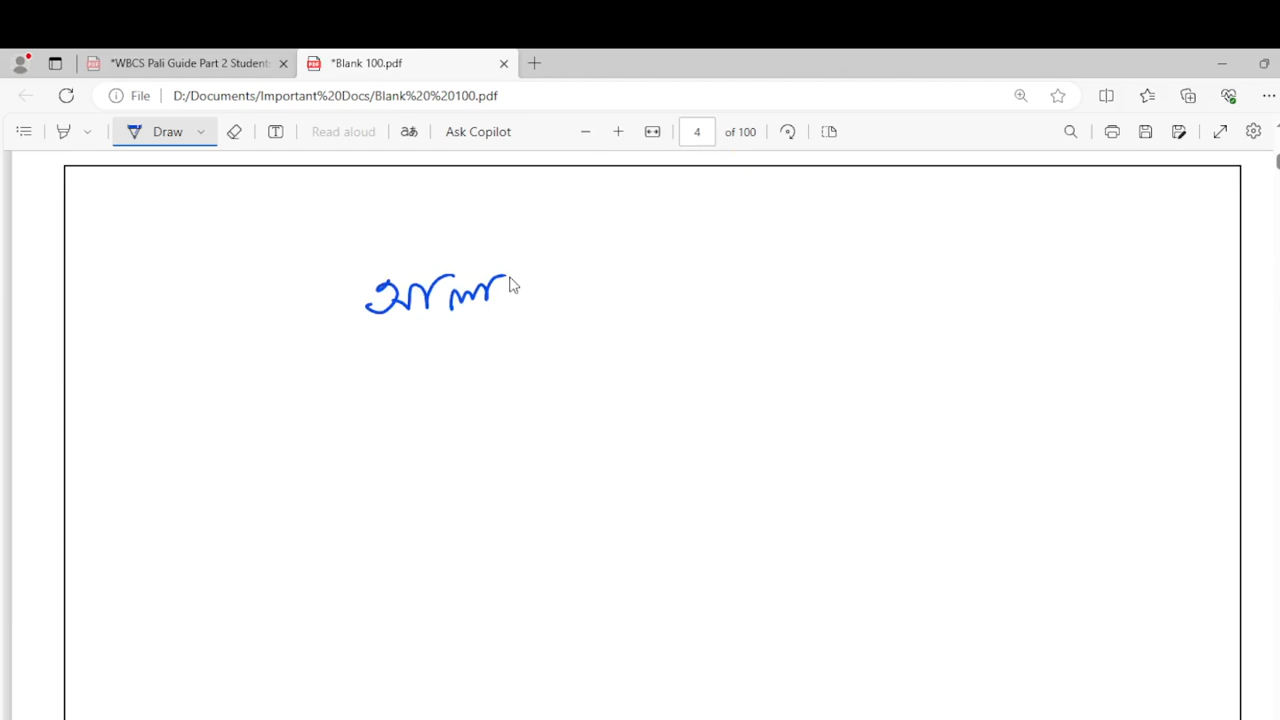 *WBCS Pali Guide Part 2 Student:
*Blank 100.pdf
File D:/Documents/Important%20Docs/Blank%20%20100.pdf
Draw Read aloud Ask Copilot 4 of 100
আল